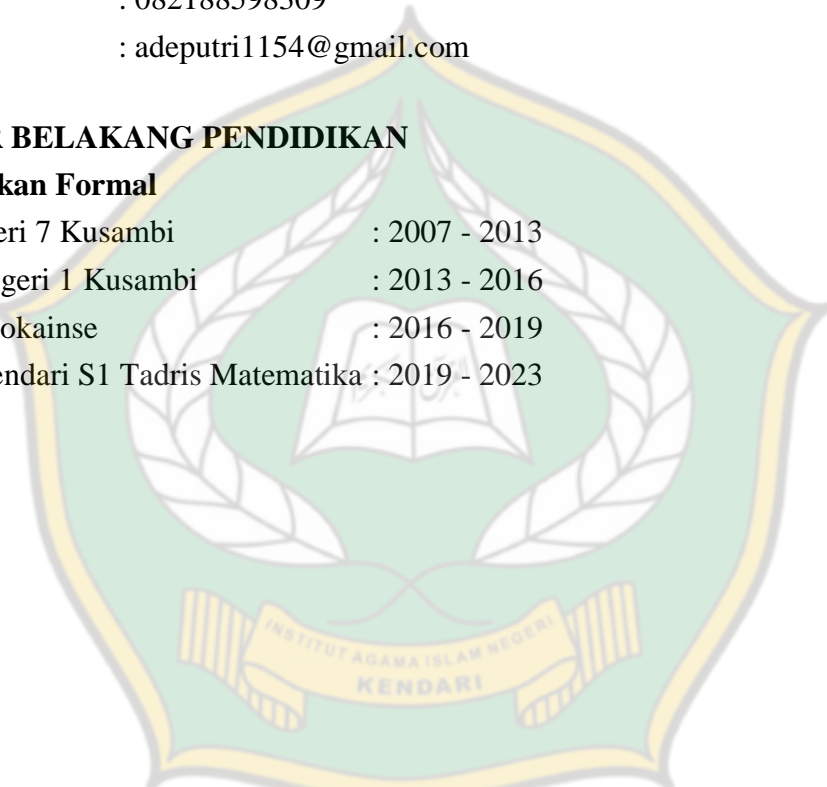 : 082188598309
: adeputri1154@gmail.com
R BELAKANG PENDIDIKAN
kan Formal
eri 7 Kusambi : 2007 - 2013
geri 1 Kusambi : 2013 - 2016
okainse : 2016 - 2019
endari S1 Tadris Matematika : 2019 - 2023
INSTITUT AGAMA ISLAM NEGERI
KENDARI